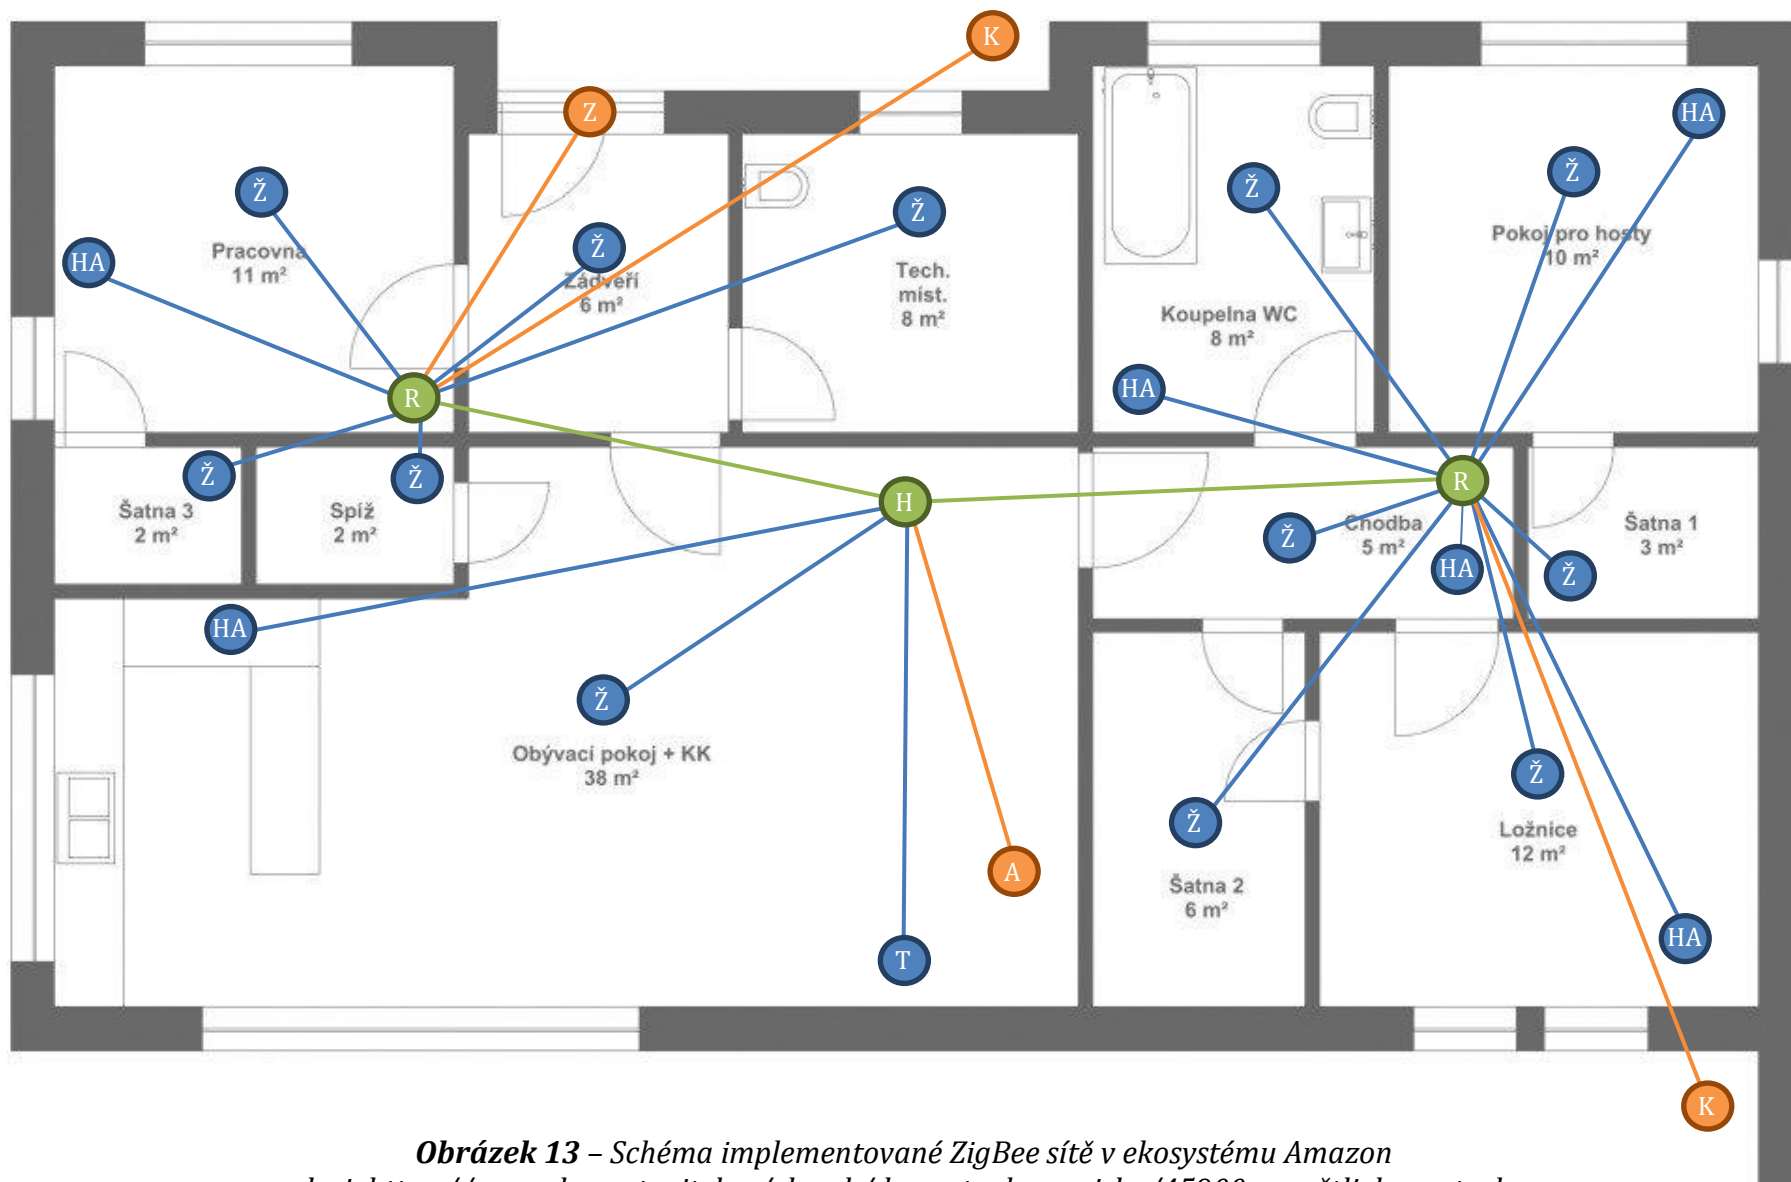 K
Z
HA
Ž
Ž
Ž
Ž
Ž
Pracovna
11 m²
HA
Zádveří
6 m²
Tech.
míst.
8 m²
Koupelna WC
8 m²
Pokoj pro hosty
10 m²
HA
R
Ž
Ž
H
R
Šatna 3
2 m²
Spíž
2 m²
Ž
Chodba
5 m²
HA
Ž
Šatna 1
3 m²
HA
Ž
Obývací pokoj + KK
38 m²
Ž
Ž
Ložnice
12 m²
A
Šatna 2
6 m²
T
HA
K
Obrázek 13 – Schéma implementované ZigBee sítě v ekosystému Amazon